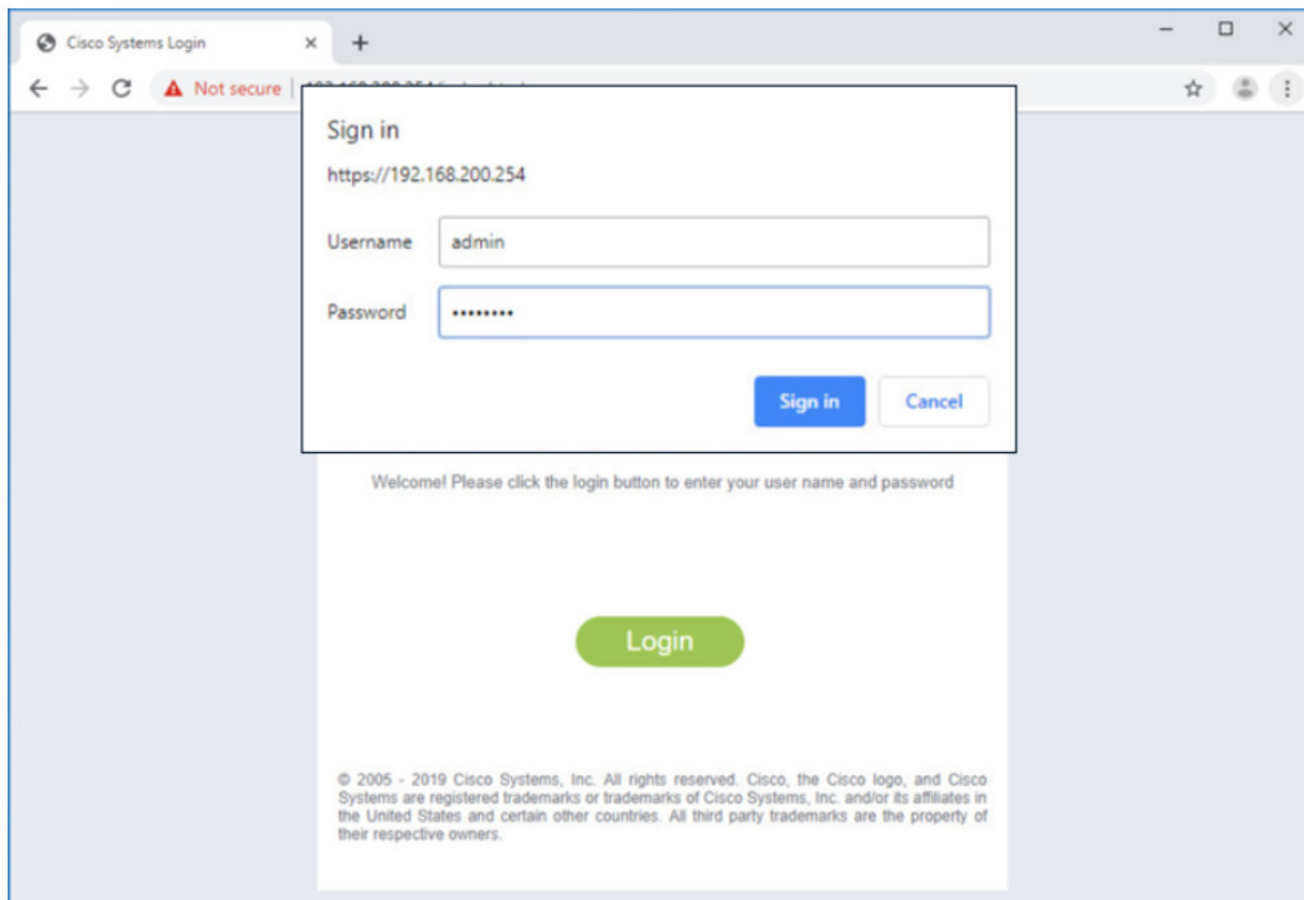 Cisco Systems Login
Not secure
Sign in
https://192.168.200.254
Username admin
Password ••••••••
Sign in Cancel
Welcome! Please click the login button to enter your user name and password
Login
© 2005 - 2019 Cisco Systems, Inc. All rights reserved. Cisco, the Cisco logo, and Cisco
Systems are registered trademarks or trademarks of Cisco Systems, Inc. and/or its affiliates in
the United States and certain other countries. All third party trademarks are the property of
their respective owners.